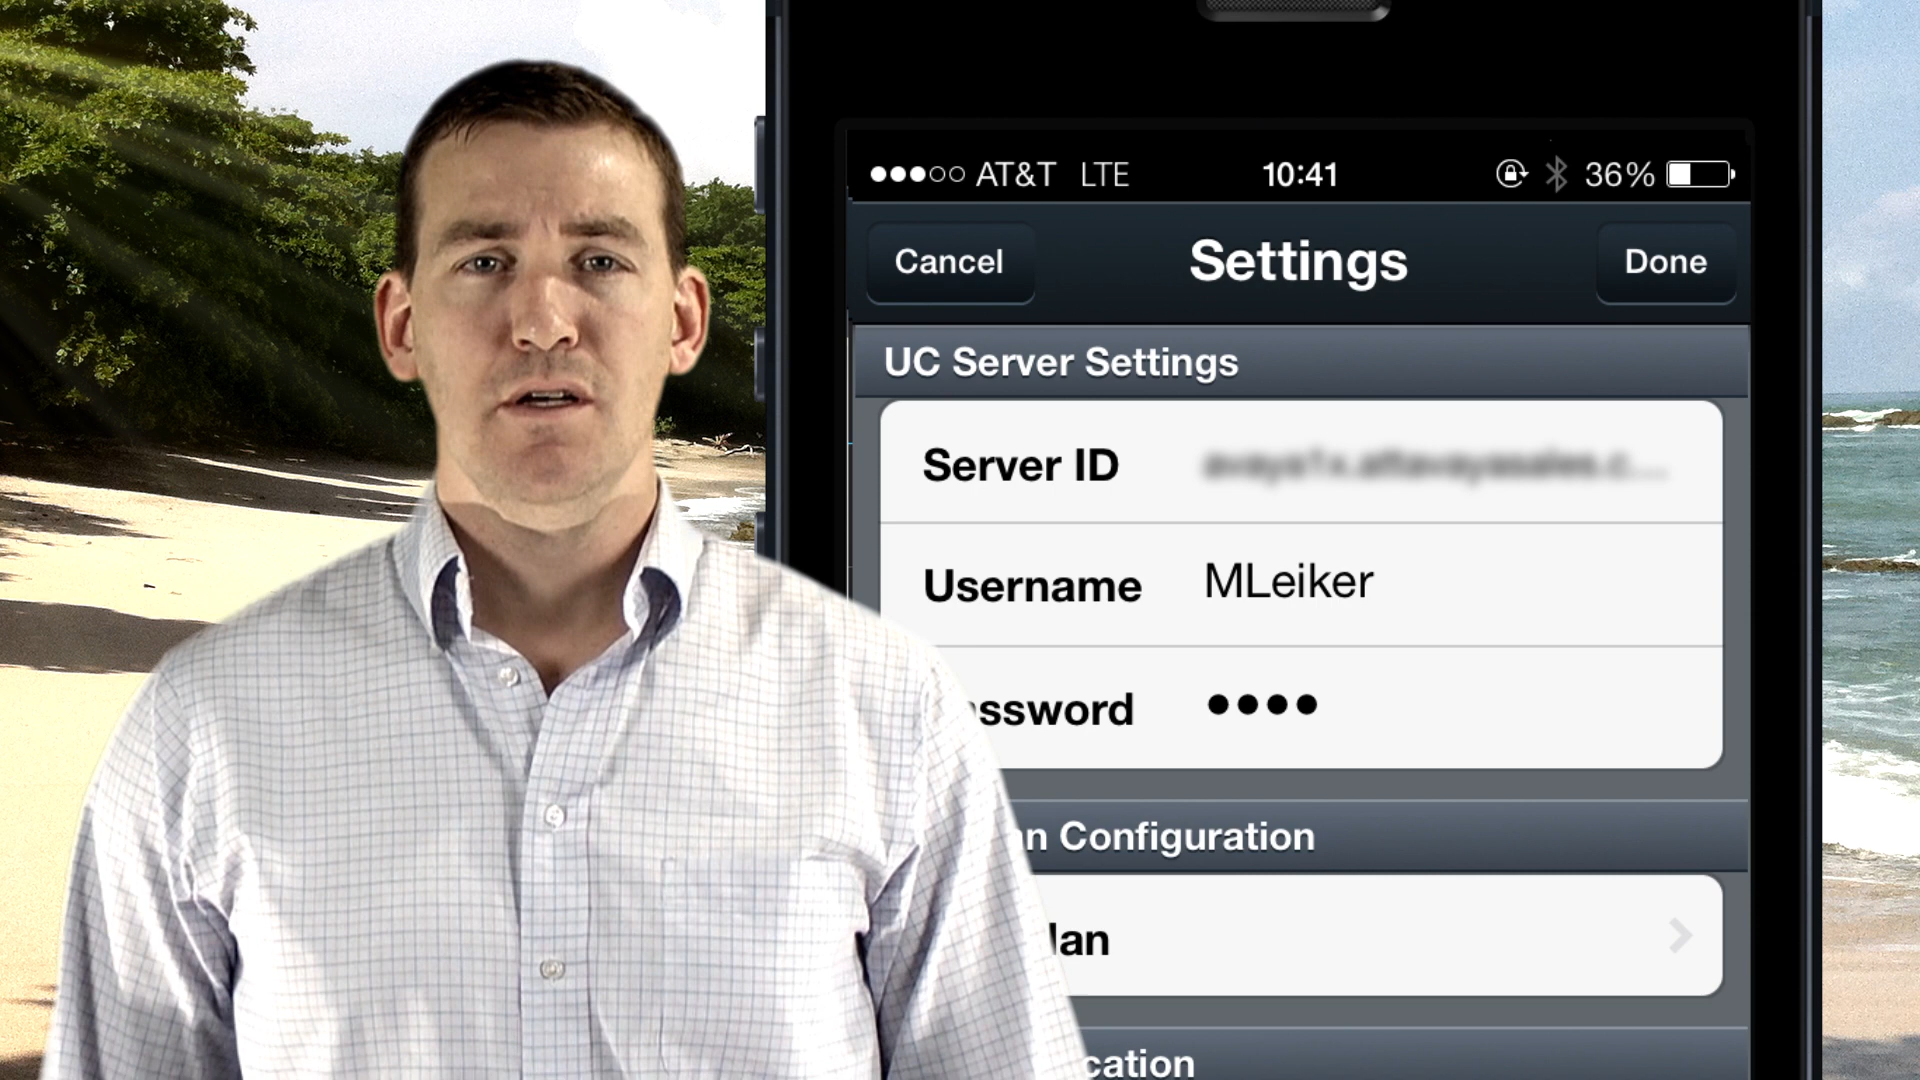 AT&T LTE 10:41 36%
Cancel Settings Done
UC Server Settings
Server ID
Username MLeiker
ssword ••••
n Configuration
lan
cation